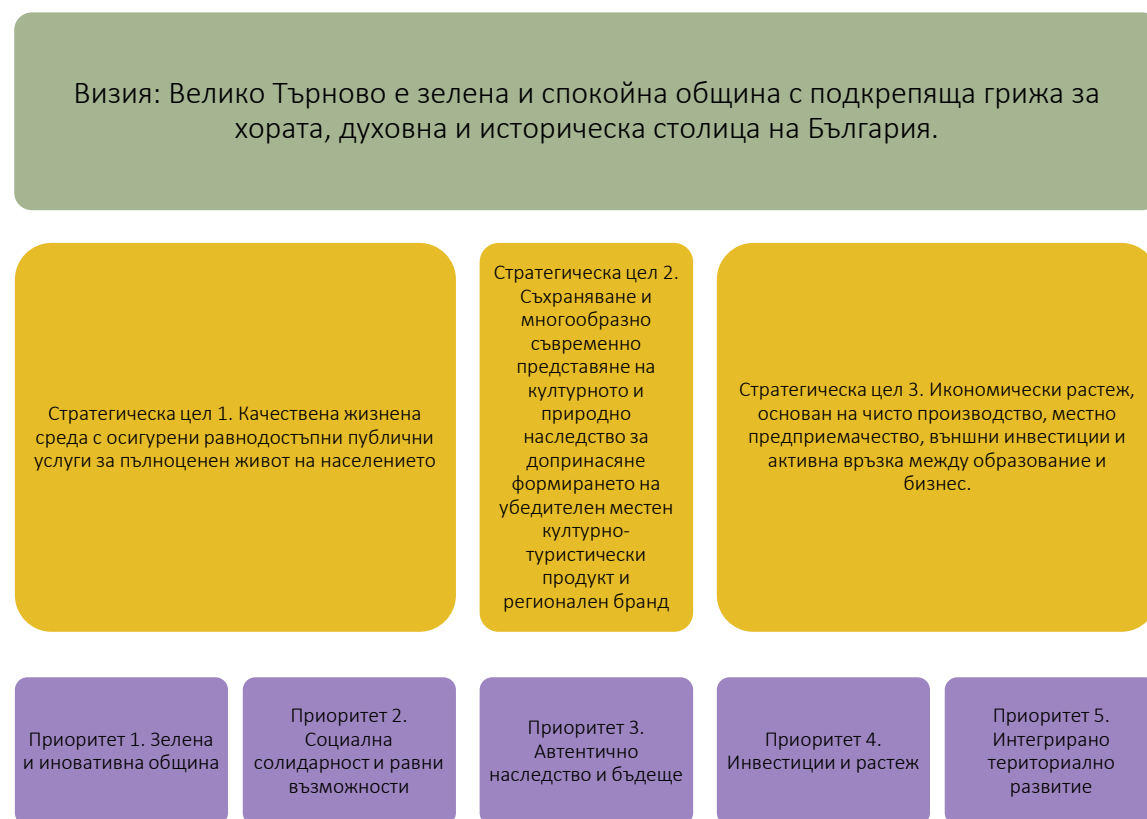 Визия: Велико Търново е зелена и спокойна община с подкрепяща грижа за
хората, духовна и историческа столица на България.
Стратегическа цел 1. Качествена жизнена
среда с осигурени равнодостъпни публични
услуги за пълноценен живот на населението
Стратегическа цел 2.
Съхраняване и
многообразно
съвременно
представяне на
културното и
природно
наследство за
допринасяне
формирането на
убедителен местен
културно-
туристически
продукт и
регионален бранд
Стратегическа цел 3. Икономически растеж,
основан на чисто производство, местно
предприемачество, външни инвестиции и
активна връзка между образование и
бизнес.
Приоритет 1. Зелена
и иновативна община
Приоритет 2.
Социална
солидарност и равни
възможности
Приоритет 3.
Автентично
наследство и бъдеще
Приоритет 4.
Инвестиции и растеж
Приоритет 5.
Интегрирано
териториално
развитие